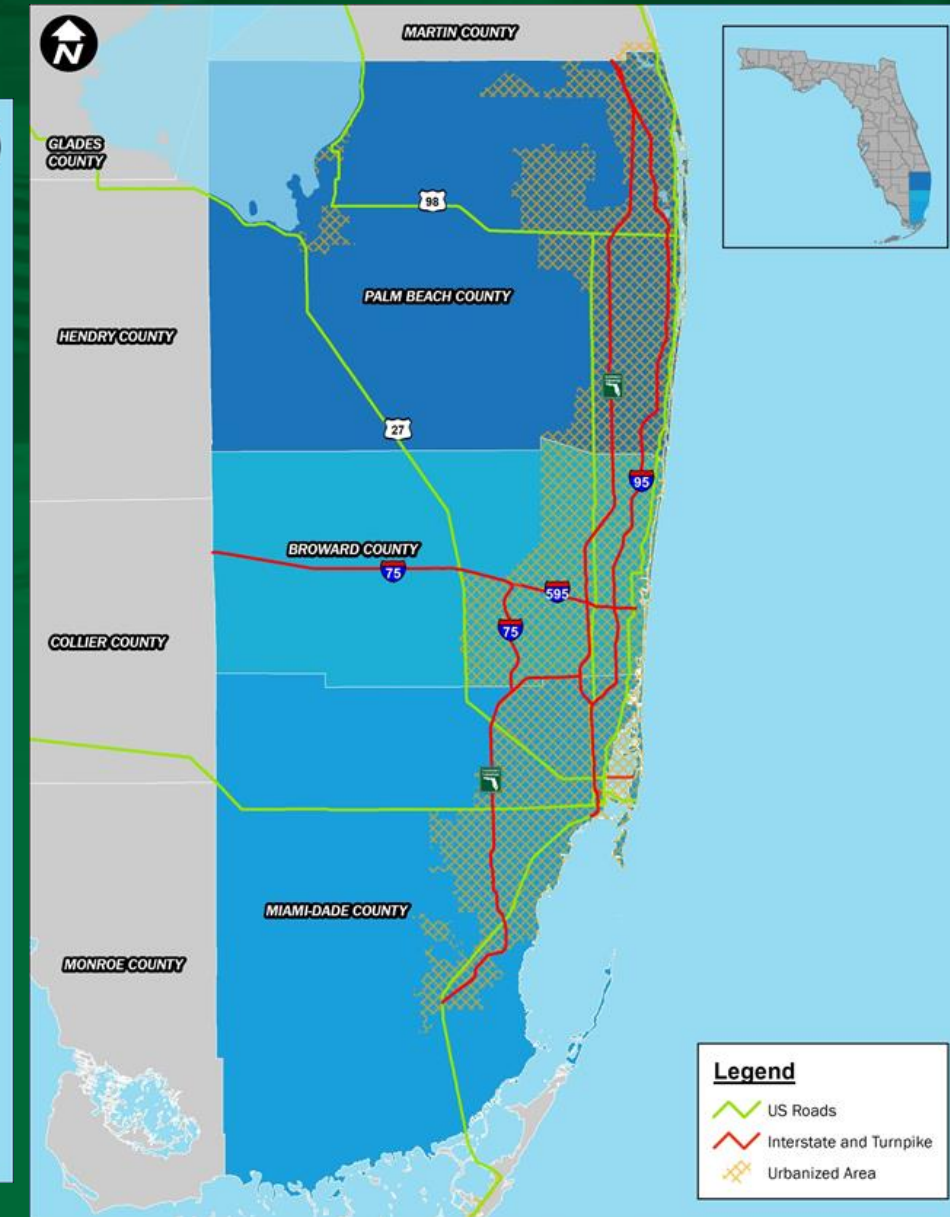 N
MARTIN COUNTY
GLADES
COUNTY
98
PALM BEACH COUNTY
HENDRY COUNTY
27
95
BROWARD COUNTY
75
595
75
COLLIER COUNTY
MIAMI-DADE COUNTY
MONROE COUNTY
Legend
US Roads
Interstate and Turnpike
Urbanized Area